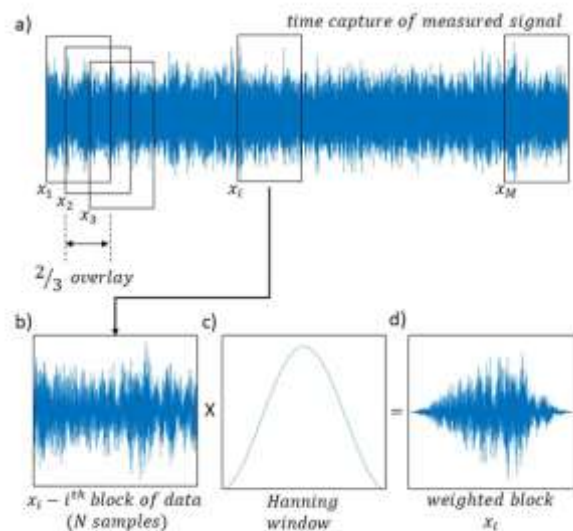 a)
time capture of measured signal
x₁
x₂
x₃
xᵢ
x_M
2/3 overlay
b)
c)
d)
X
=
xᵢ − iᵗʰ block of data
(N samples)
Hanning
window
weighted block
xᵢ